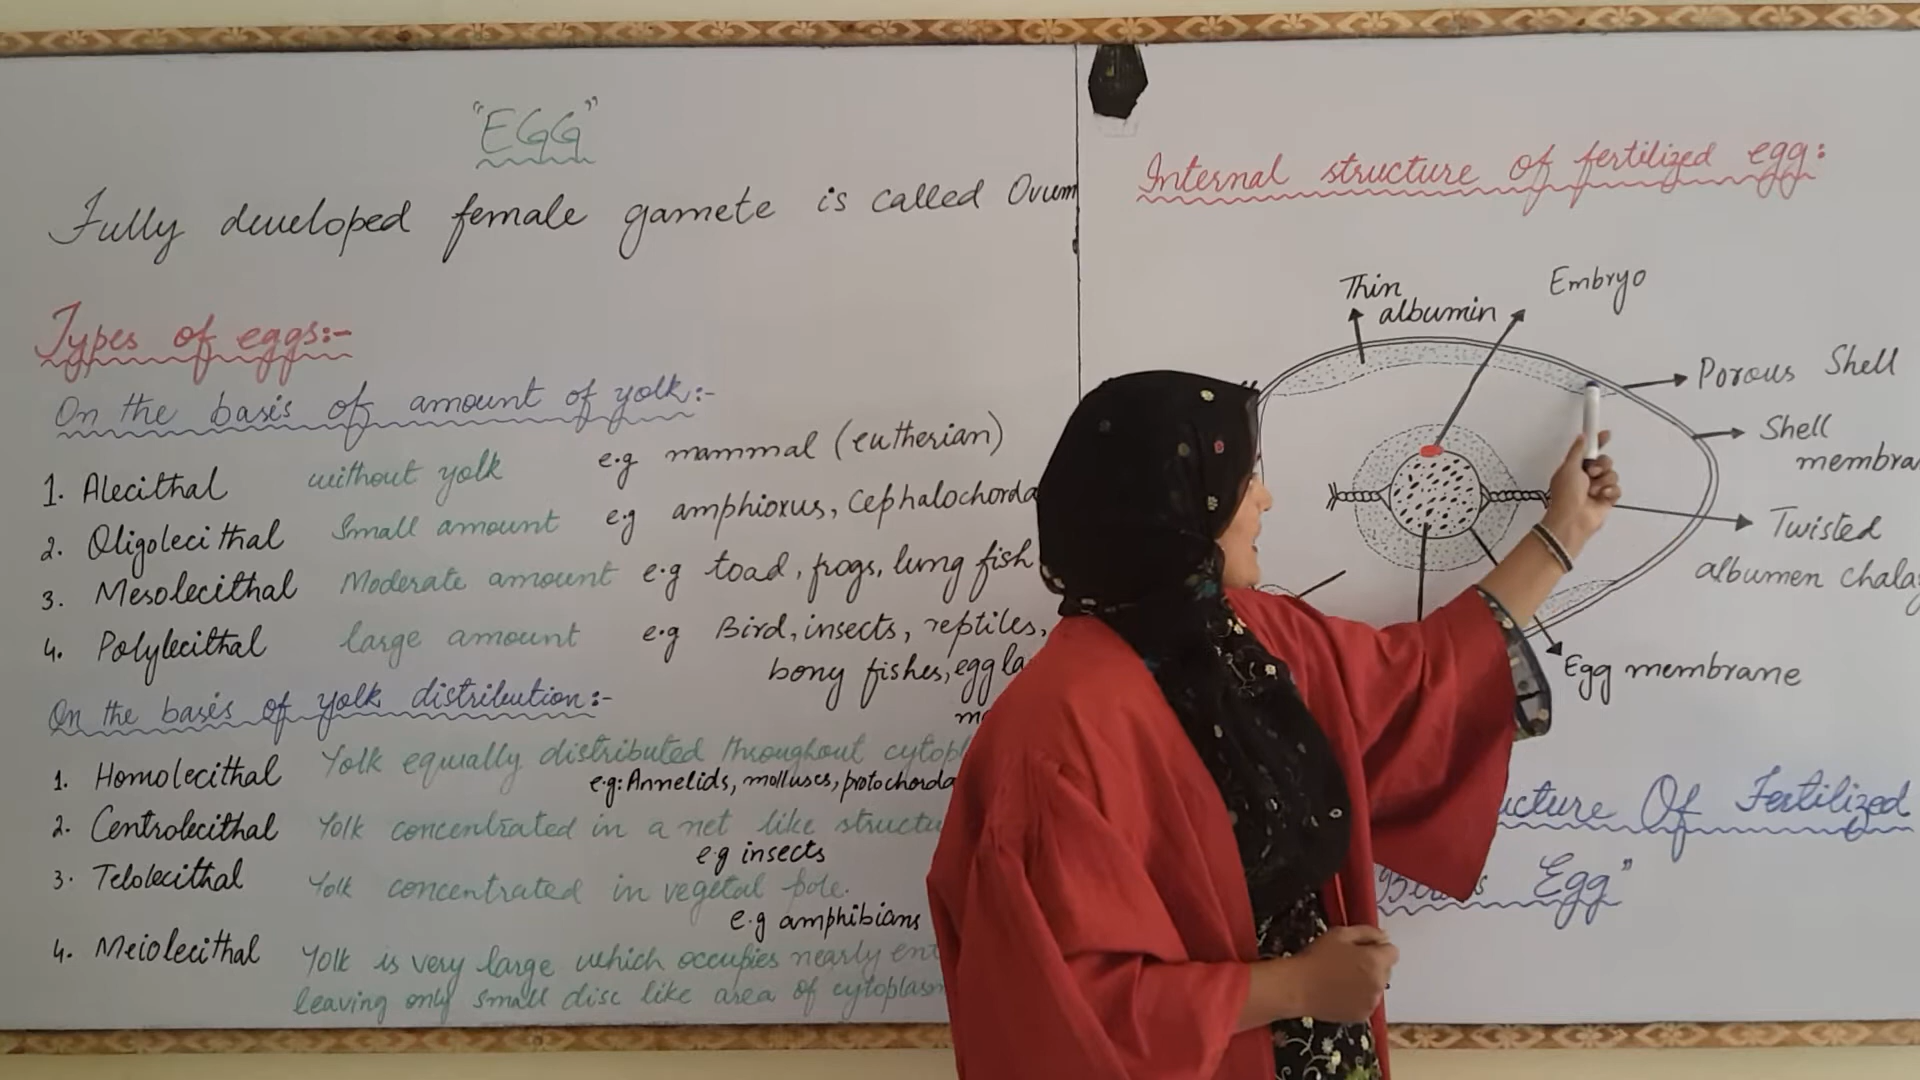 "EGG"
Fully developed female gamete is called Ovum
Types of eggs:-
On the basis of amount of yolk:-
1. Alecithal without yolk e.g mammal (eutherian)
2. Oligolecithal Small amount e.g amphioxus, Cephalochorda
3. Mesolecithal Moderate amount e.g toad, frogs, lung fish
4. Polylecithal large amount e.g Bird, insects, reptiles,
bony fishes, egg
On the basis of yolk distribution:-
1. Homolecithal Yolk equally distributed throughout
e.g: Annelids, molluses, protochorda
2. Centrolecithal Yolk concentrated in a net like
e.g insects
3. Telolecithal Yolk concentrated in vegetal pole.
e.g amphibians
4. Meiolecithal Yolk is very large which occupies nearly
leaving only small disc like area of cytoplasm
Internal structure of fertilized egg:
Thin
albumin
Embryo
Porous Shell
Shell
membra
Twisted
albumen chala
Egg membrane
ucture Of Fertilized
Egg"